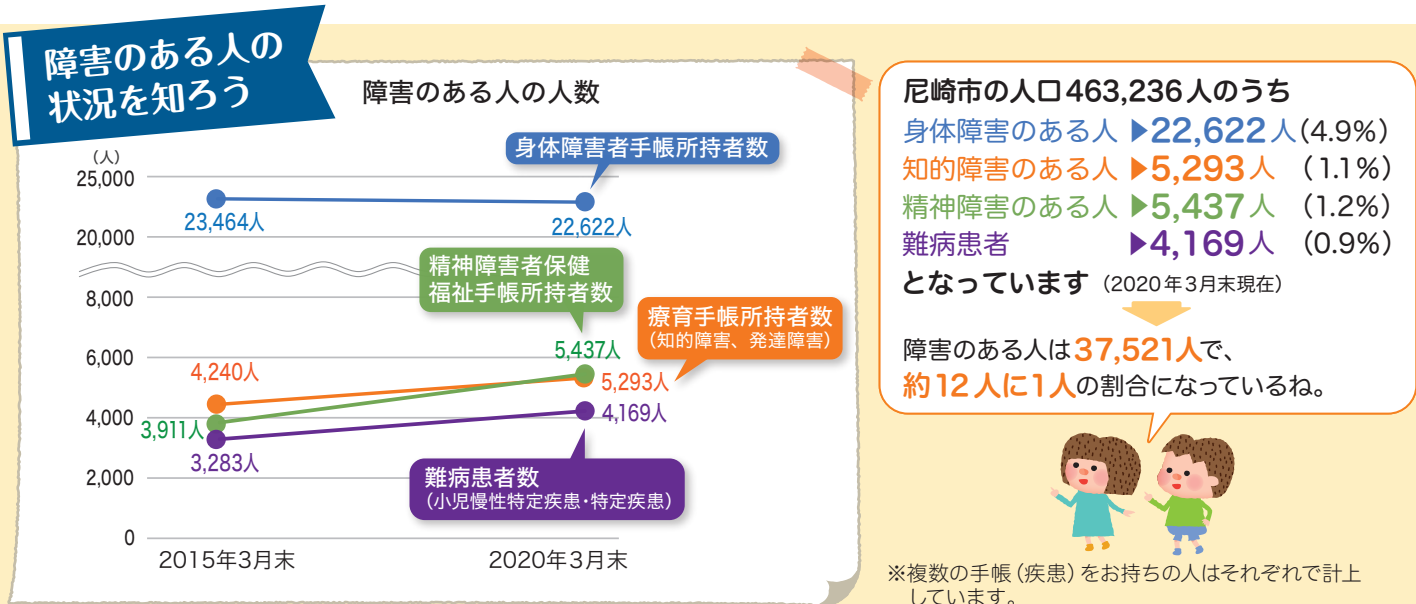 障害のある人の
状況を知ろう
障害のある人の人数
（人）
25,000
20,000
8,000
6,000
4,000
2,000
0
身体障害者手帳所持者数
23,464人
22,622人
精神障害者保健
福祉手帳所持者数
療育手帳所持者数
（知的障害、発達障害）
5,437人
4,240人
5,293人
3,911人
4,169人
3,283人
難病患者数
（小児慢性特定疾患・特定疾患）
2015年3月末
2020年3月末
尼崎市の人口463,236人のうち
身体障害のある人 ▶22,622人（4.9%）
知的障害のある人 ▶5,293人 （1.1%）
精神障害のある人 ▶5,437人 （1.2%）
難病患者 ▶4,169人 （0.9%）
となっています （2020年3月末現在）
障害のある人は37,521人で、
約12人に1人の割合になっているね。
※複数の手帳（疾患）をお持ちの人はそれぞれで計上
しています。